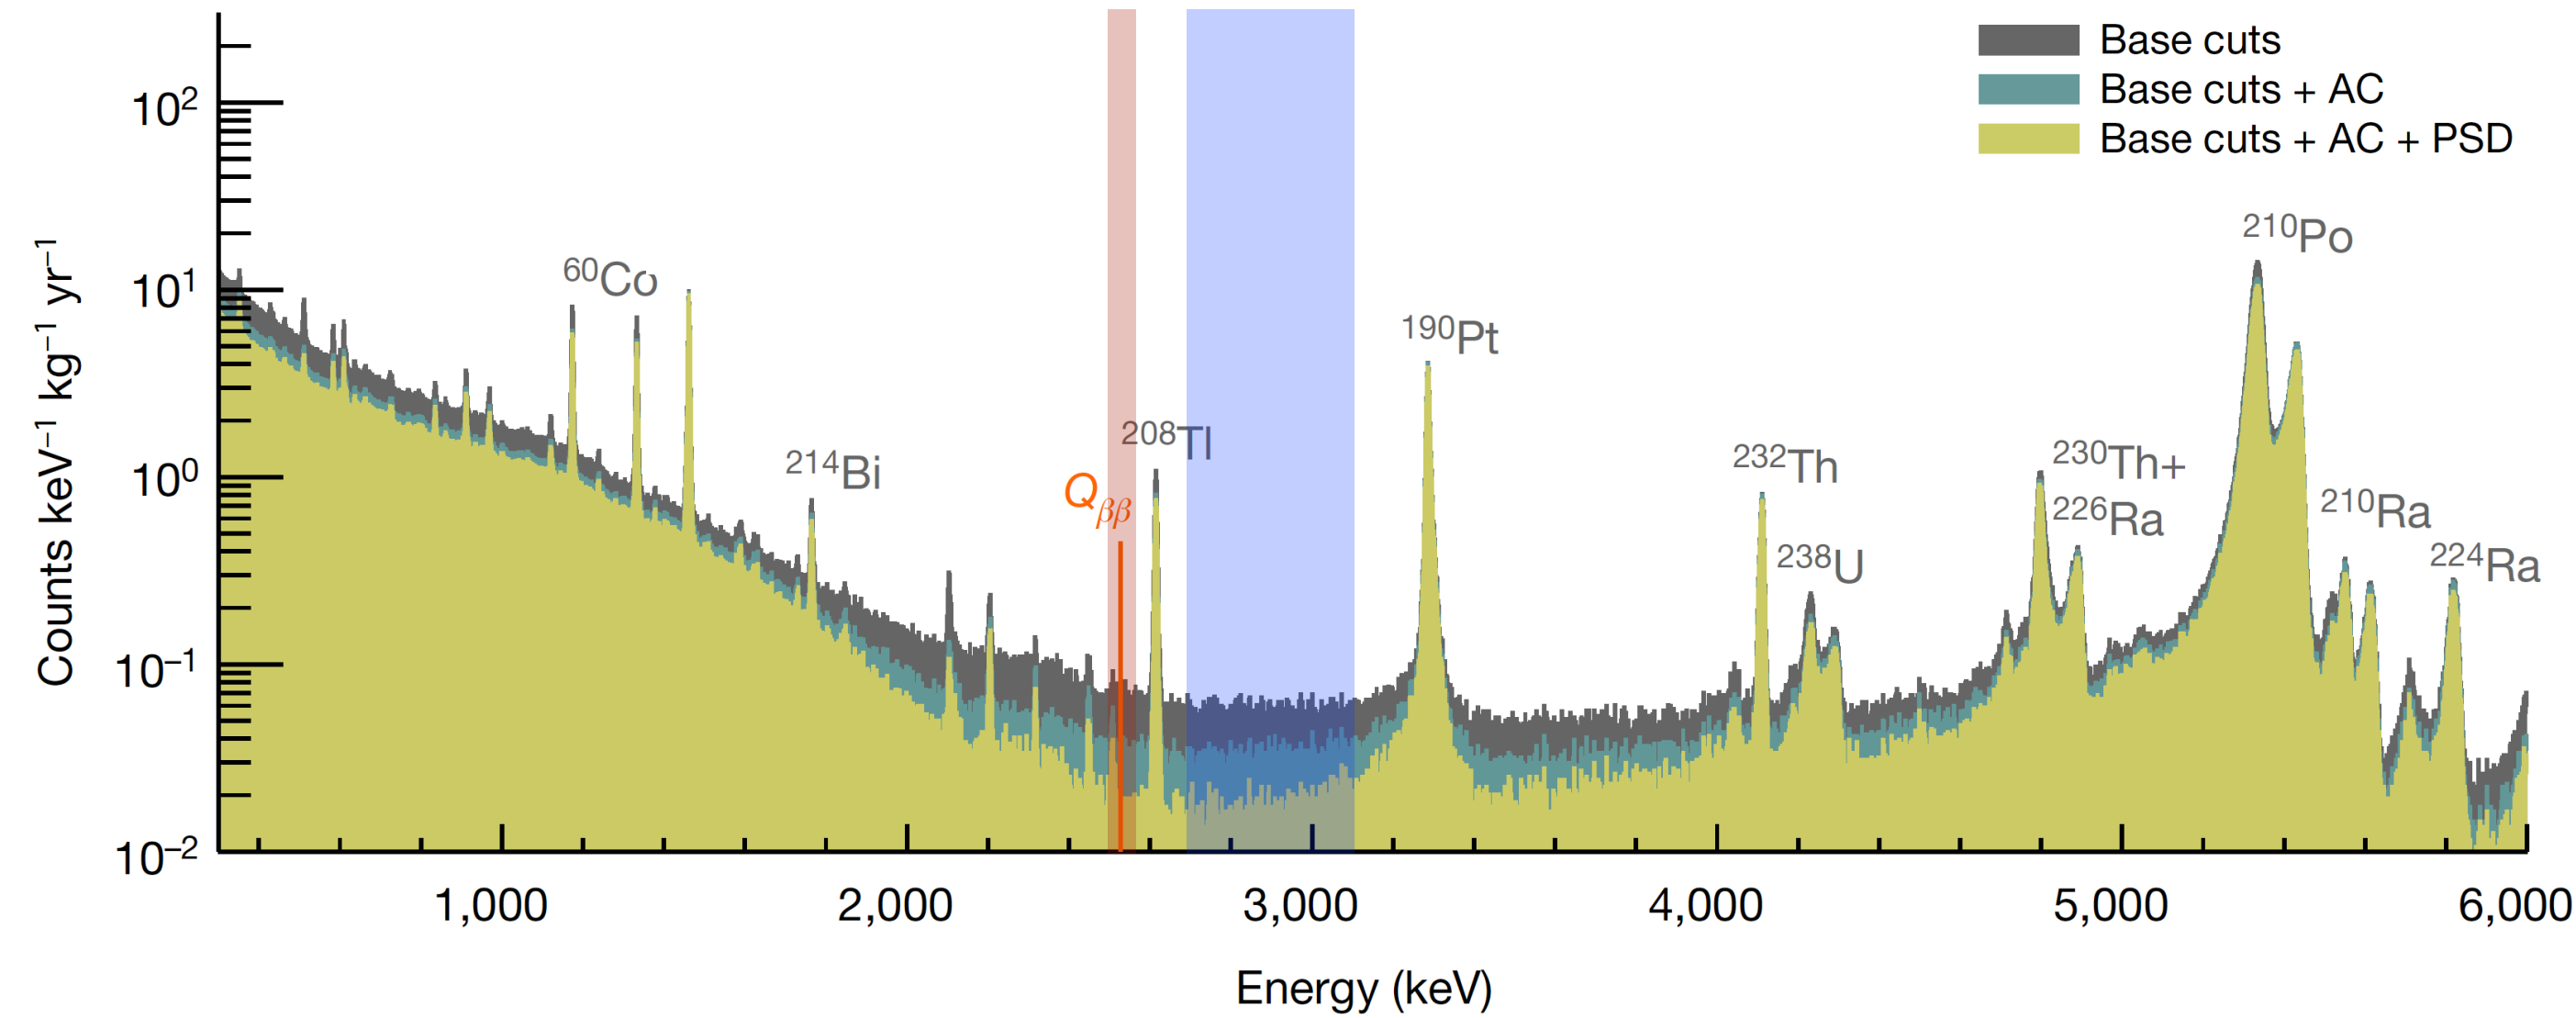 Base cuts
Base cuts + AC
Base cuts + AC + PSD
10²
10¹
10⁰
10⁻¹
10⁻²
Counts keV⁻¹ kg⁻¹ yr⁻¹
⁶⁰Co
²¹⁴Bi
Qββ
²⁰⁸Tl
¹⁹⁰Pt
²³²Th
²³⁸U
²³⁰Th+
²²⁶Ra
²¹⁰Po
²¹⁰Ra
²²⁴Ra
1,000 2,000 3,000 4,000 5,000 6,000
Energy (keV)